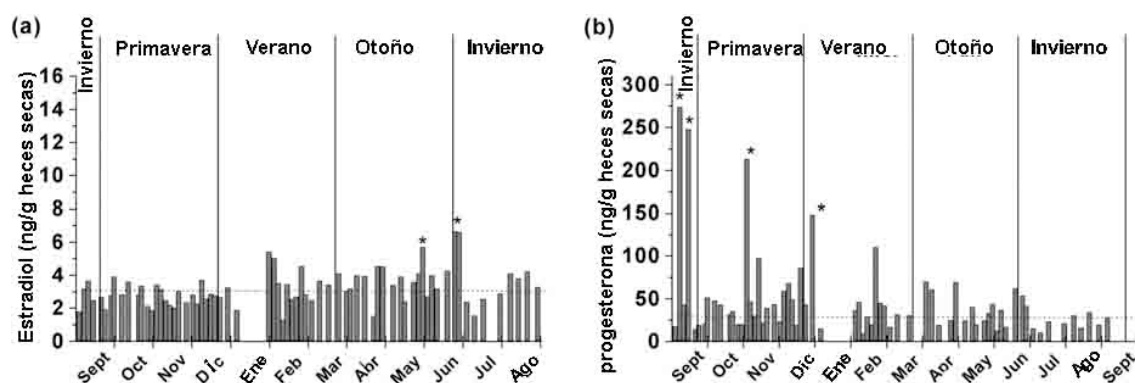 (a)
Invierno
Primavera
Verano
Otoño
Invierno
Estradiol (ng/g heces secas)
16
14
12
10
8
6
4
2
0
*
*
Sept
Oct
Nov
Dic
Ene
Feb
Mar
Abr
May
Jun
Jul
Ago
(b)
Invierno
Primavera
Verano
Otoño
Invierno
progesterona (ng/g heces secas)
300
250
200
150
100
50
0
*
*
*
*
Sept
Oct
Nov
Dic
Ene
Feb
Mar
Abr
May
Jun
Jul
Ago
Sept